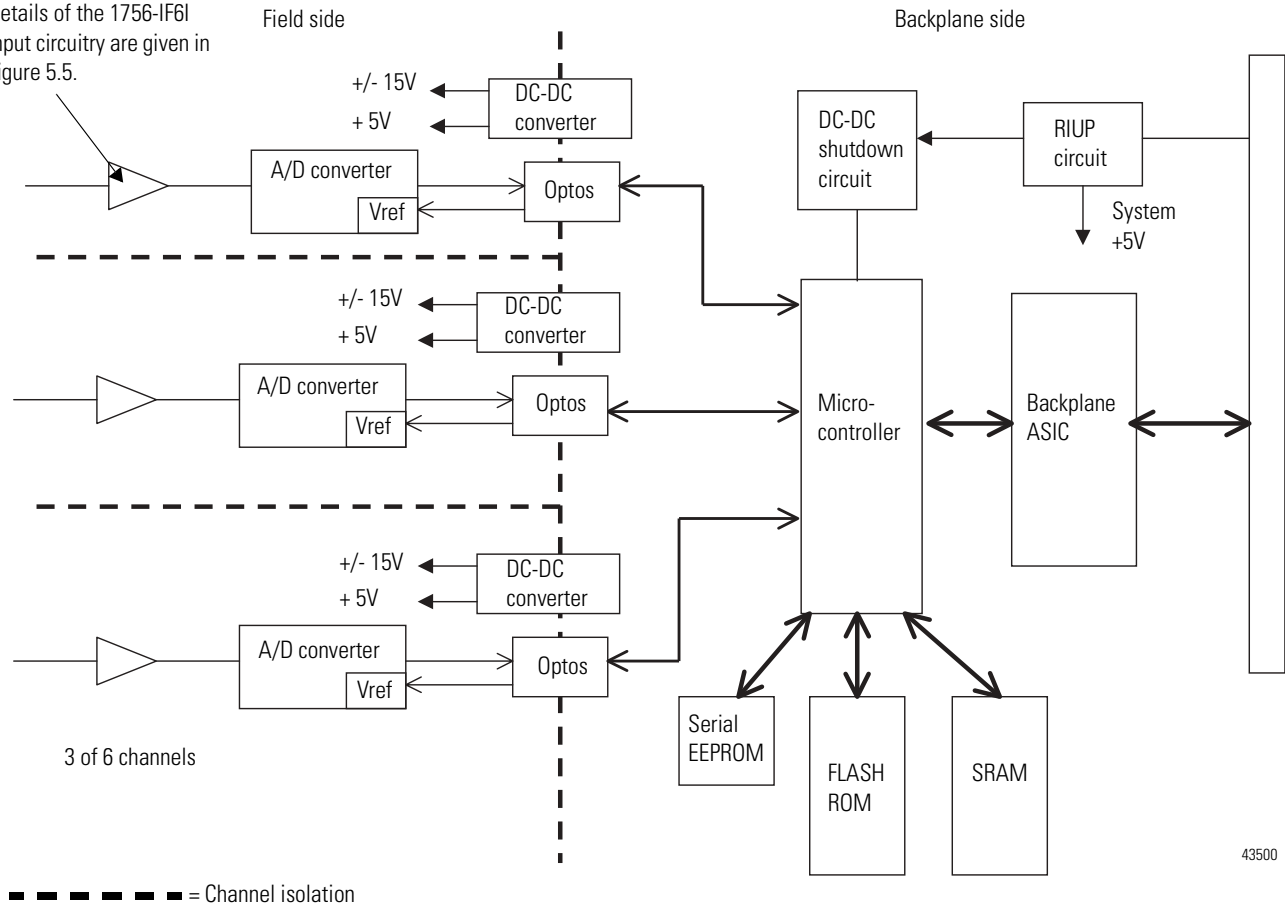 etails of the 1756-IF6I
nput circuitry are given in
igure 5.5.
Field side
Backplane side
+/- 15V
+ 5V
DC-DC
converter
A/D converter
Vref
Optos
DC-DC
shutdown
circuit
RIUP
circuit
System
+5V
+/- 15V
+ 5V
DC-DC
converter
A/D converter
Vref
Optos
Micro-
controller
Backplane
ASIC
+/- 15V
+ 5V
DC-DC
converter
A/D converter
Vref
Optos
3 of 6 channels
Serial
EEPROM
FLASH
ROM
SRAM
43500
= Channel isolation